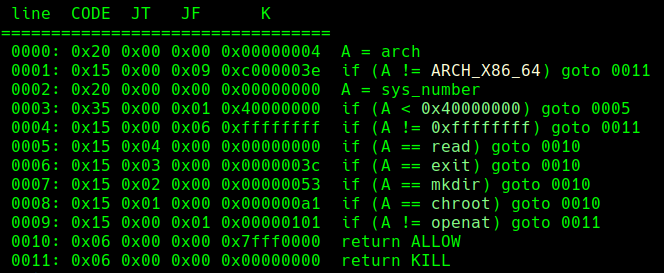 line  CODE  JT   JF      K
=================================
0000: 0x20 0x00 0x00 0x00000004  A = arch
0001: 0x15 0x00 0x09 0xc000003e  if (A != ARCH_X86_64) goto 0011
0002: 0x20 0x00 0x00 0x00000000  A = sys_number
0003: 0x35 0x00 0x01 0x40000000  if (A < 0x40000000) goto 0005
0004: 0x15 0x00 0x06 0xffffffff  if (A != 0xffffffff) goto 0011
0005: 0x15 0x04 0x00 0x00000000  if (A == read) goto 0010
0006: 0x15 0x03 0x00 0x0000003c  if (A == exit) goto 0010
0007: 0x15 0x02 0x00 0x00000053  if (A == mkdir) goto 0010
0008: 0x15 0x01 0x00 0x000000a1  if (A == chroot) goto 0010
0009: 0x15 0x00 0x01 0x00000101  if (A != openat) goto 0011
0010: 0x06 0x00 0x00 0x7fff0000  return ALLOW
0011: 0x06 0x00 0x00 0x00000000  return KILL